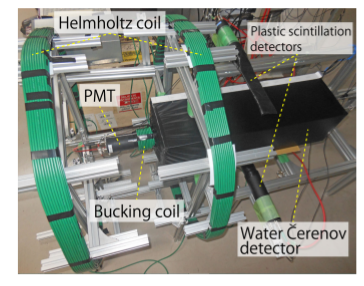 Helmholtz coil
Plastic scintillation
detectors
PMT
Bucking coil
Water Čerenov
detector